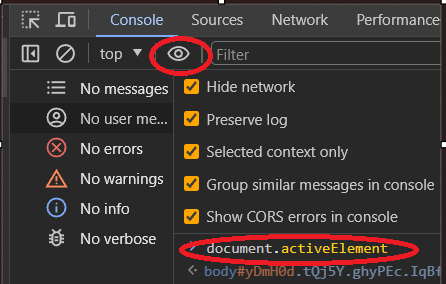 Console Sources Network Performance
top Filter
No messages
No user me...
No errors
No warnings
No info
No verbose
Hide network
Preserve log
Selected context only
Group similar messages in console
Show CORS errors in console
document.activeElement
body#yDmH0d.tQj5Y.ghyPEc.IqBf